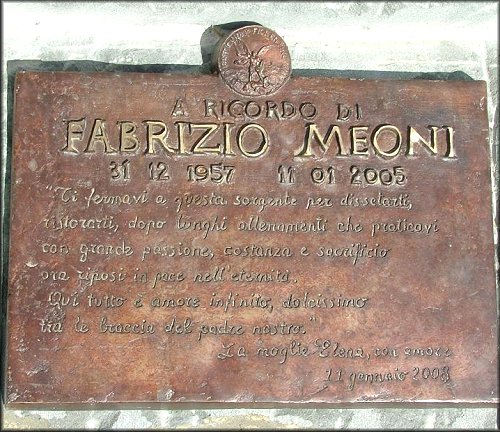 A RICORDO DI
FABRIZIO MEONI
31 12 1957 11 01 2005
"Ti fermavi a questa sorgente per dissetarti,
ristorarti, dopo lunghi allenamenti che praticavi
con grande passione, costanza e sacrificio
ora riposi in pace nell'eternità.
Qui tutto è amore infinito, dolcissimo
tra le braccia del padre nostro."
La moglie Elena, con amore
11 gennaio 2008